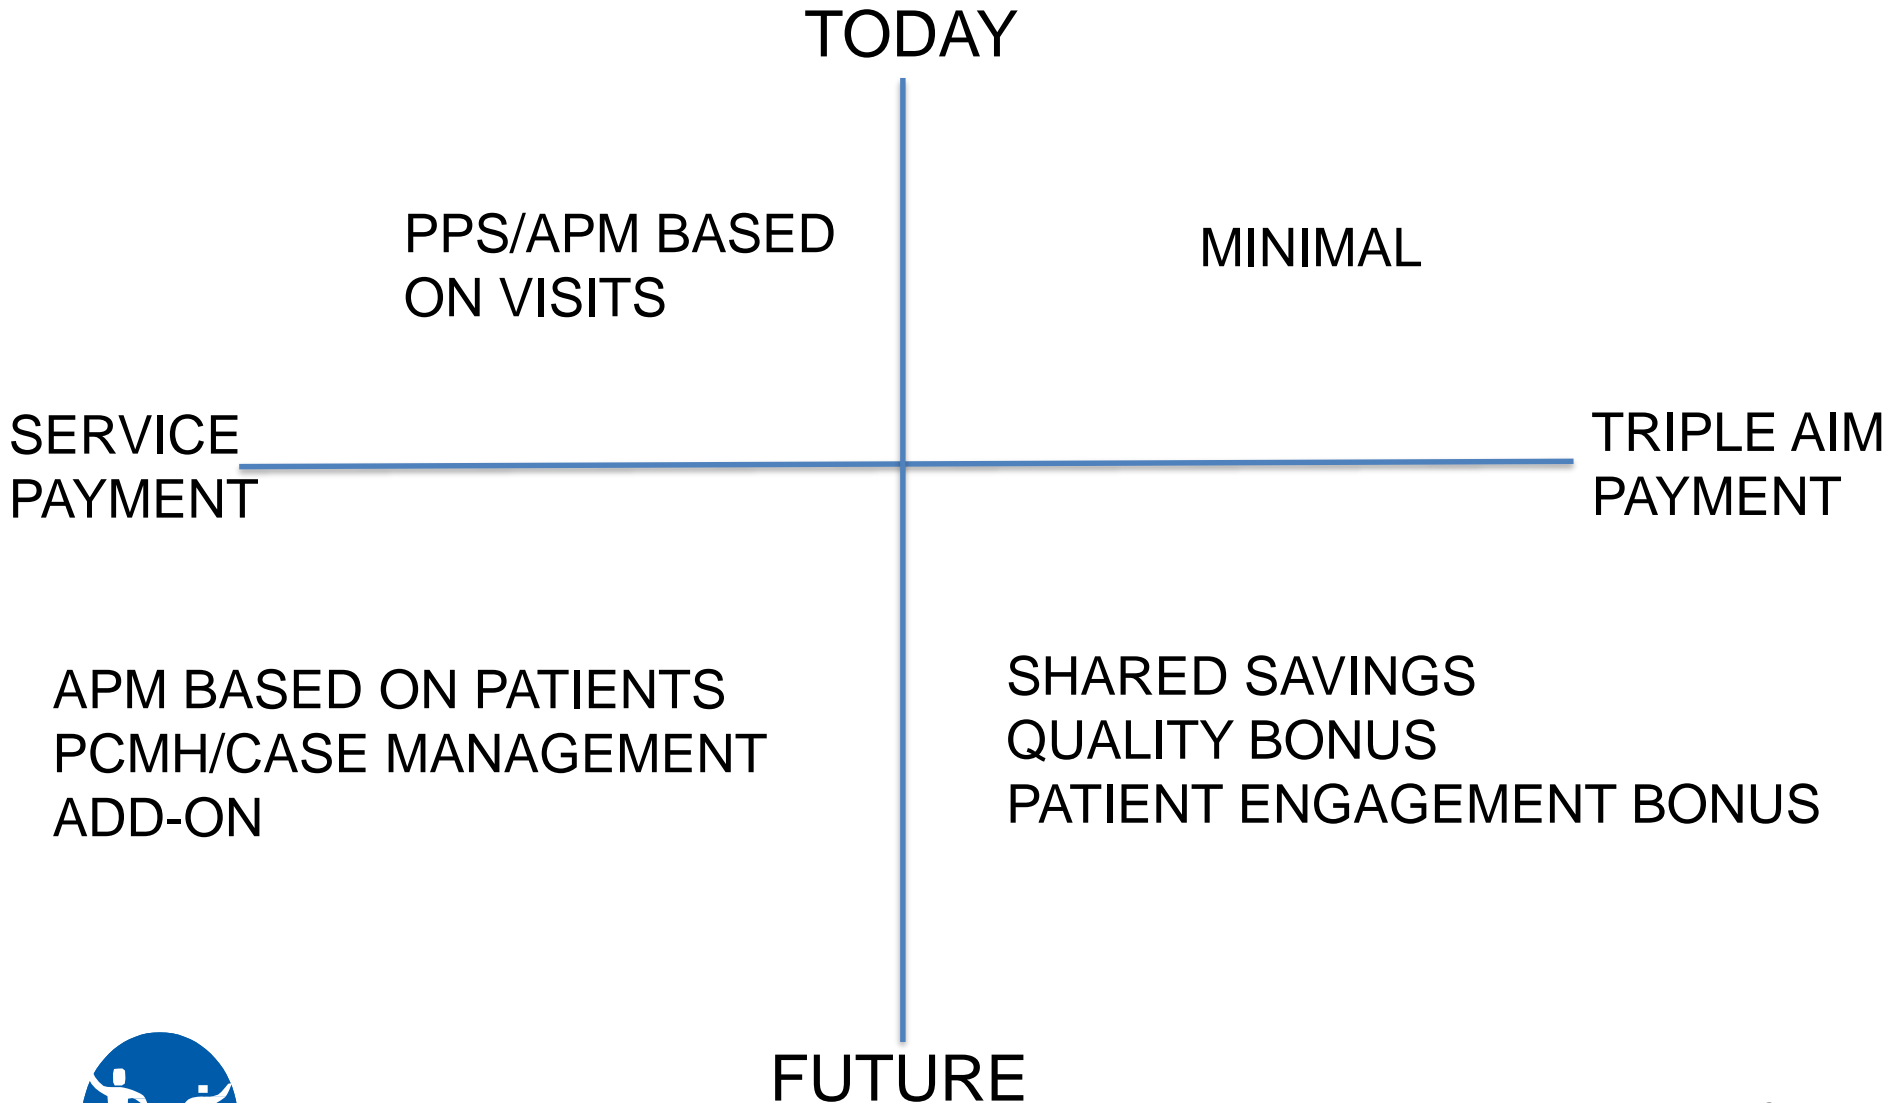 TODAY
PPS/APM BASED
ON VISITS
MINIMAL
SERVICE
PAYMENT
TRIPLE AIM
PAYMENT
APM BASED ON PATIENTS
PCMH/CASE MANAGEMENT
ADD-ON
SHARED SAVINGS
QUALITY BONUS
PATIENT ENGAGEMENT BONUS
FUTURE